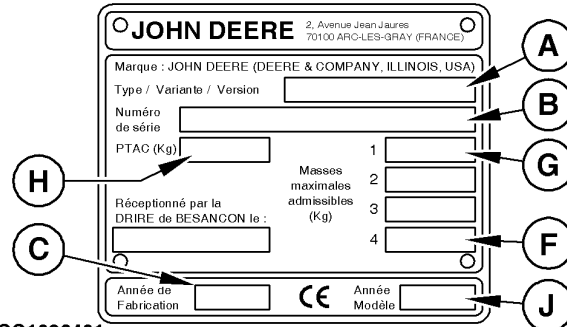 JOHN DEERE
2, Avenue Jean Jaures
70100 ARC-LES-GRAY (FRANCE)
Marque : JOHN DEERE (DEERE & COMPANY, ILLINOIS, USA)
Type / Variante / Version
Numéro
de série
PTAC (Kg)
Masses
maximales
admissibles
(Kg)
1
2
3
4
Réceptionné par la
DRIRE de BESANCON le :
Année de
Fabrication
CE
Année
Modèle
A
B
G
F
J
H
C